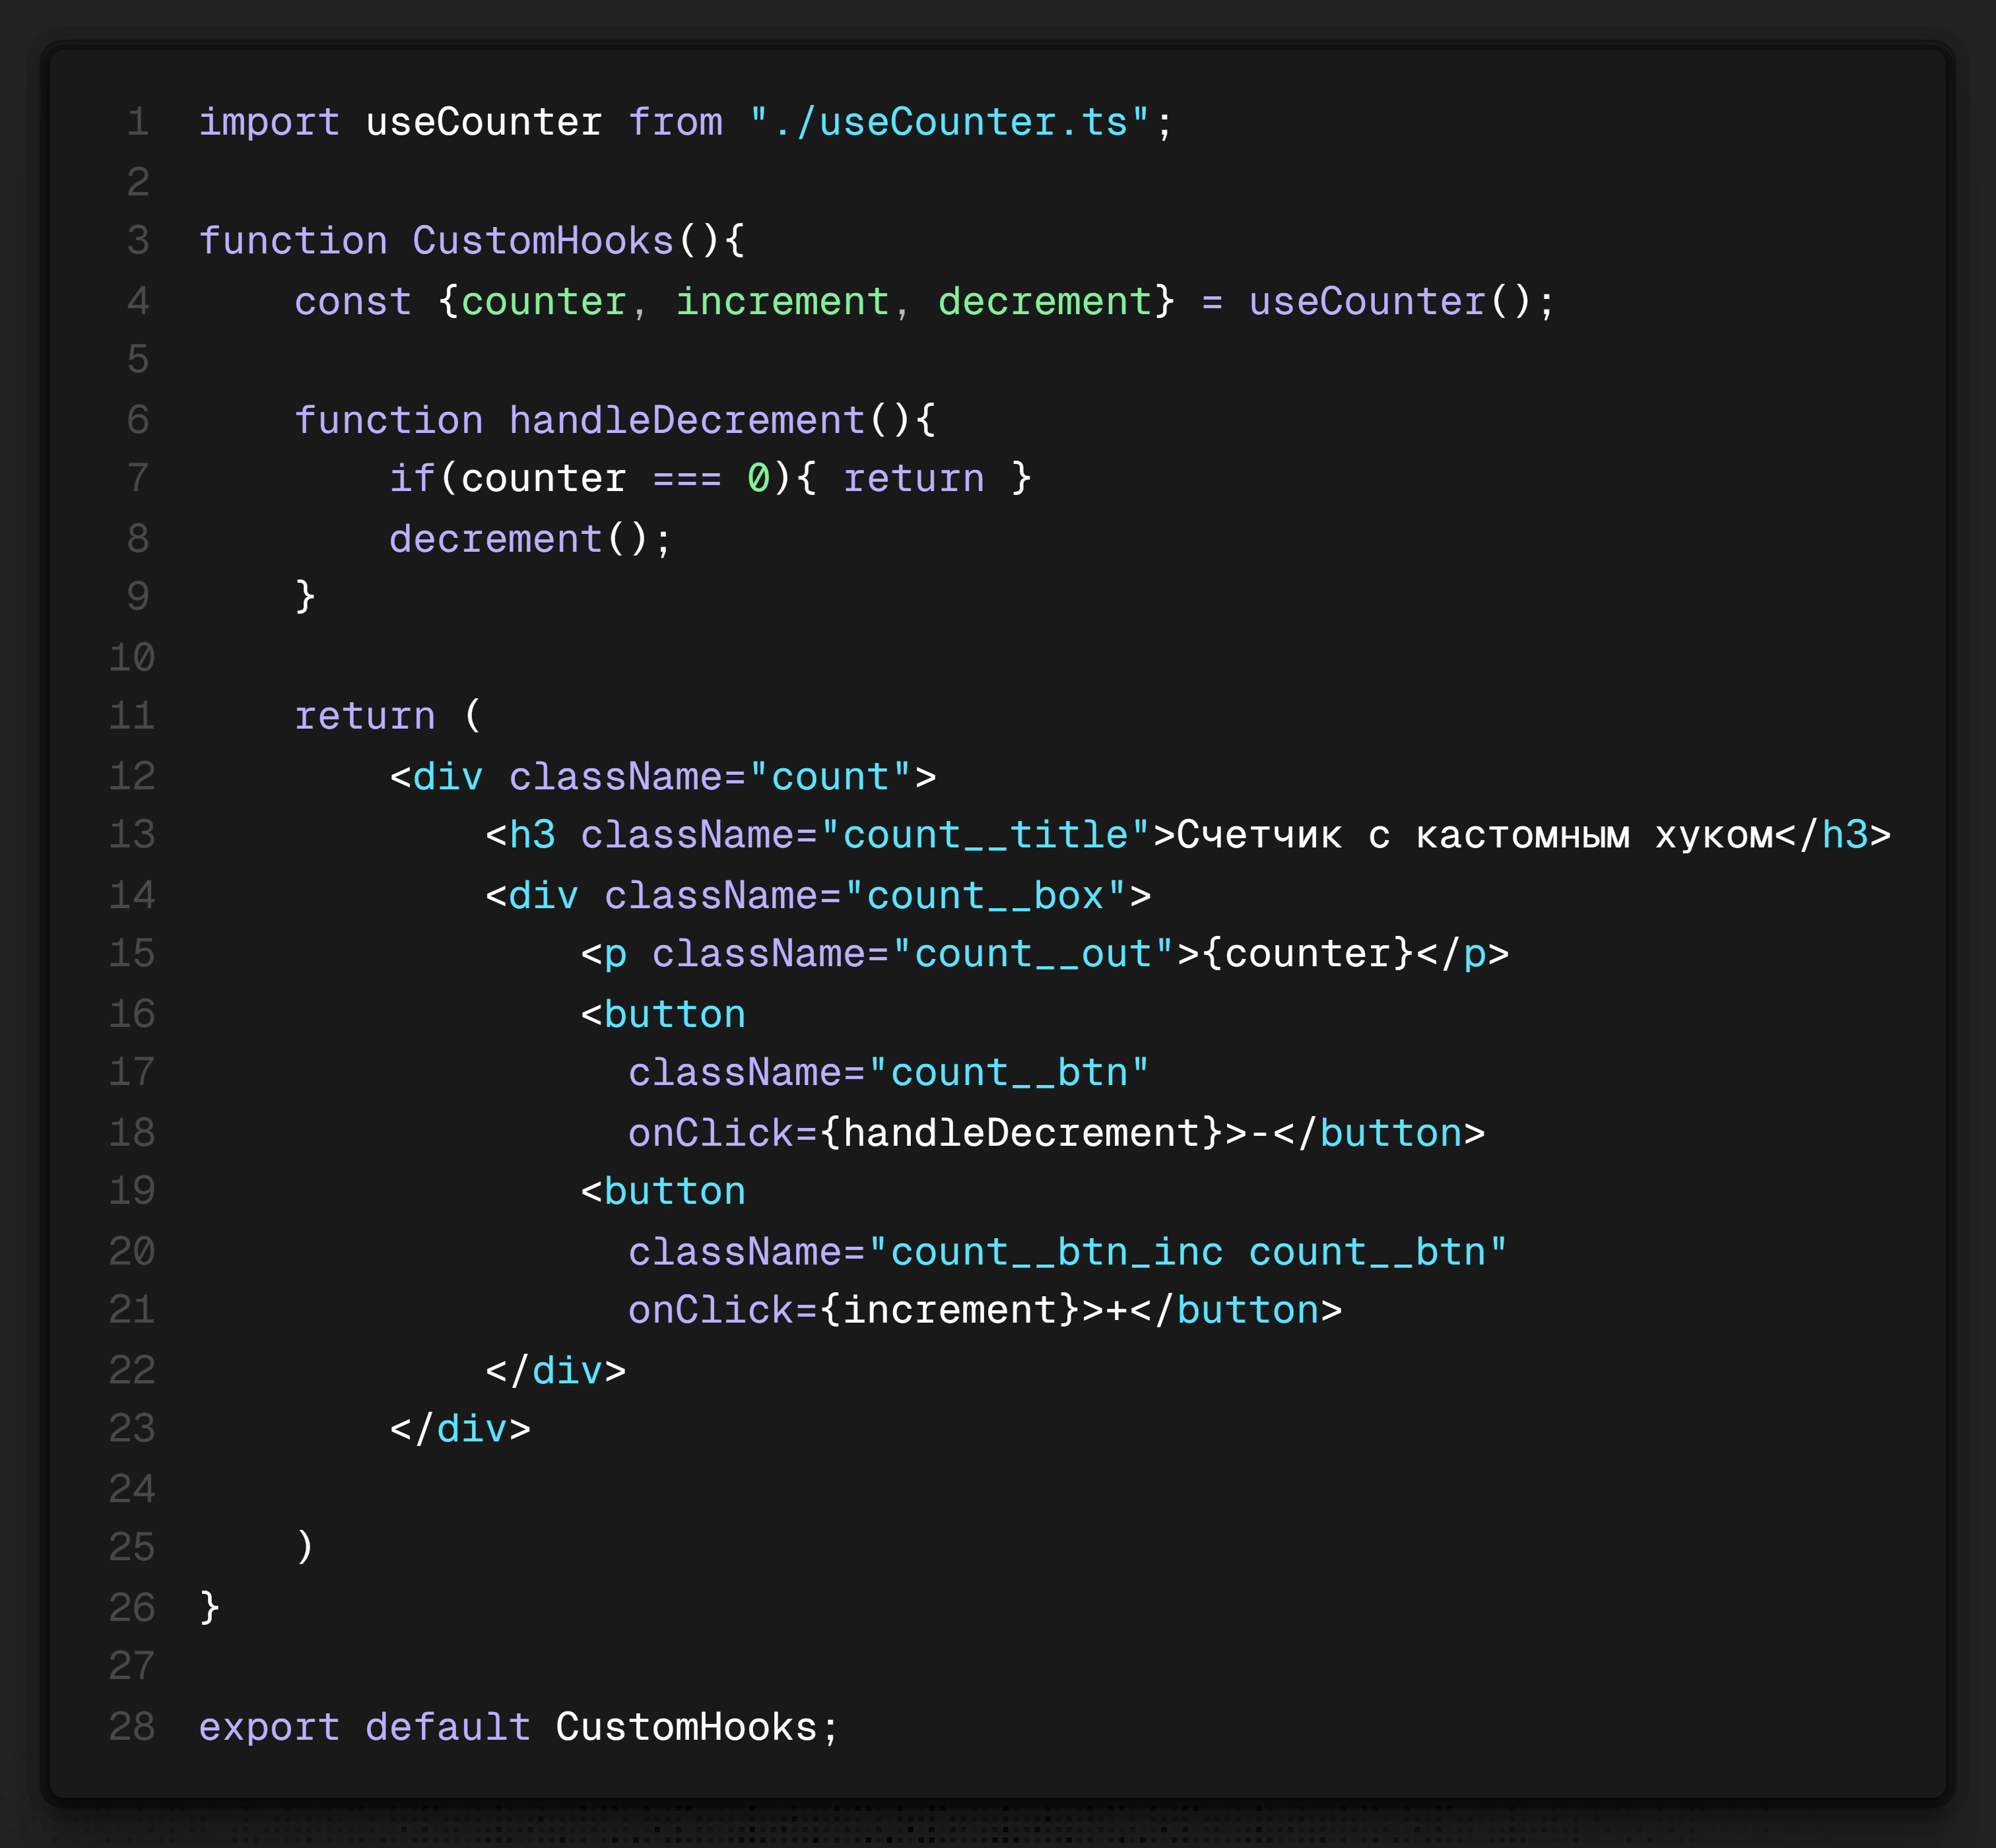 1 import useCounter from "./useCounter.ts";
2
3 function CustomHooks(){
4     const {counter, increment, decrement} = useCounter();
5
6     function handleDecrement(){
7         if(counter === 0){ return }
8         decrement();
9     }
10
11     return (
12         <div className="count">
13             <h3 className="count__title">Счетчик с кастомным хуком</h3>
14             <div className="count__box">
15                 <p className="count__out">{counter}</p>
16                 <button
17                   className="count__btn"
18                   onClick={handleDecrement}>-</button>
19                 <button
20                   className="count__btn_inc count__btn"
21                   onClick={increment}>+</button>
22             </div>
23         </div>
24
25     )
26 }
27
28 export default CustomHooks;